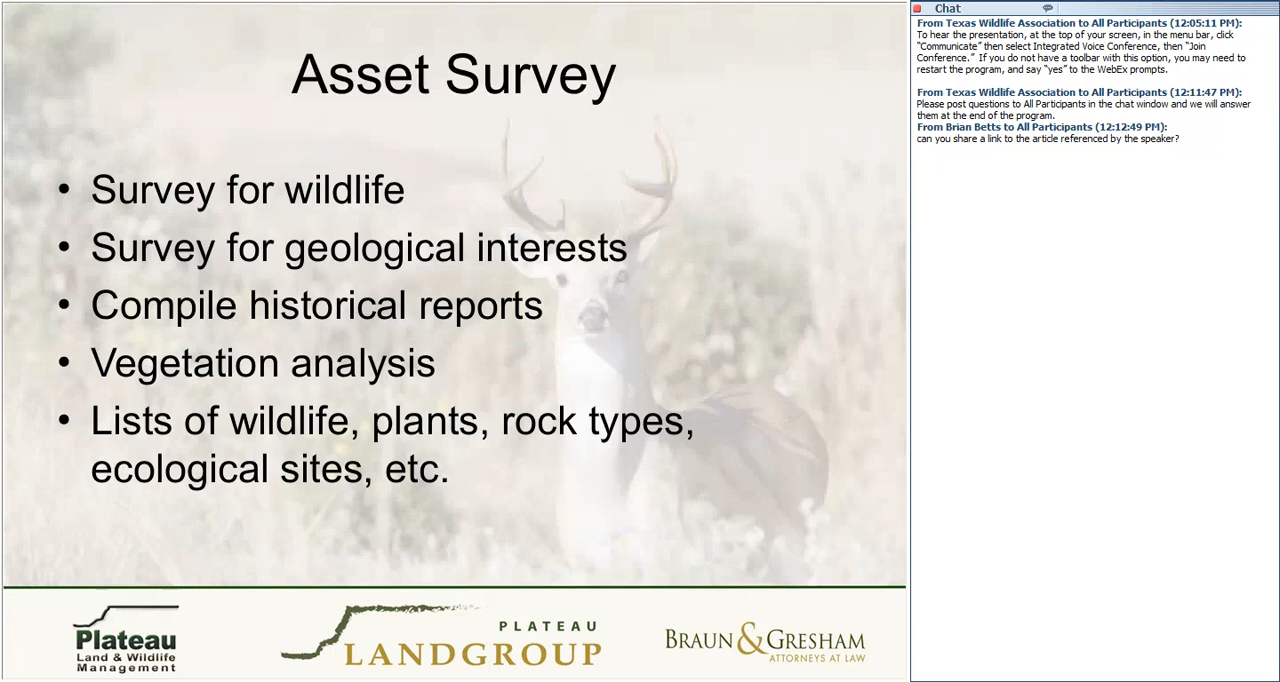 Asset Survey
• Survey for wildlife
• Survey for geological interests
• Compile historical reports
• Vegetation analysis
• Lists of wildlife, plants, rock types,
ecological sites, etc.
Plateau
Land & Wildlife
Management
PLATEAU
LANDGROUP
BRAUN & GRESHAM
ATTORNEYS AT LAW
Chat
From Texas Wildlife Association to All Participants (12:05:11 PM):
To hear the presentation, at the top of your screen, in the menu bar, click
"Communicate" then select Integrated Voice Conference, then "Join
Conference." If you do not have a toolbar with this option, you may need to
restart the program, and say "yes" to the WebEx prompts.
From Texas Wildlife Association to All Participants (12:11:47 PM):
Please post questions to All Participants in the chat window and we will answer
them at the end of the program.
From Brian Betts to All Participants (12:12:49 PM):
can you share a link to the article referenced by the speaker?